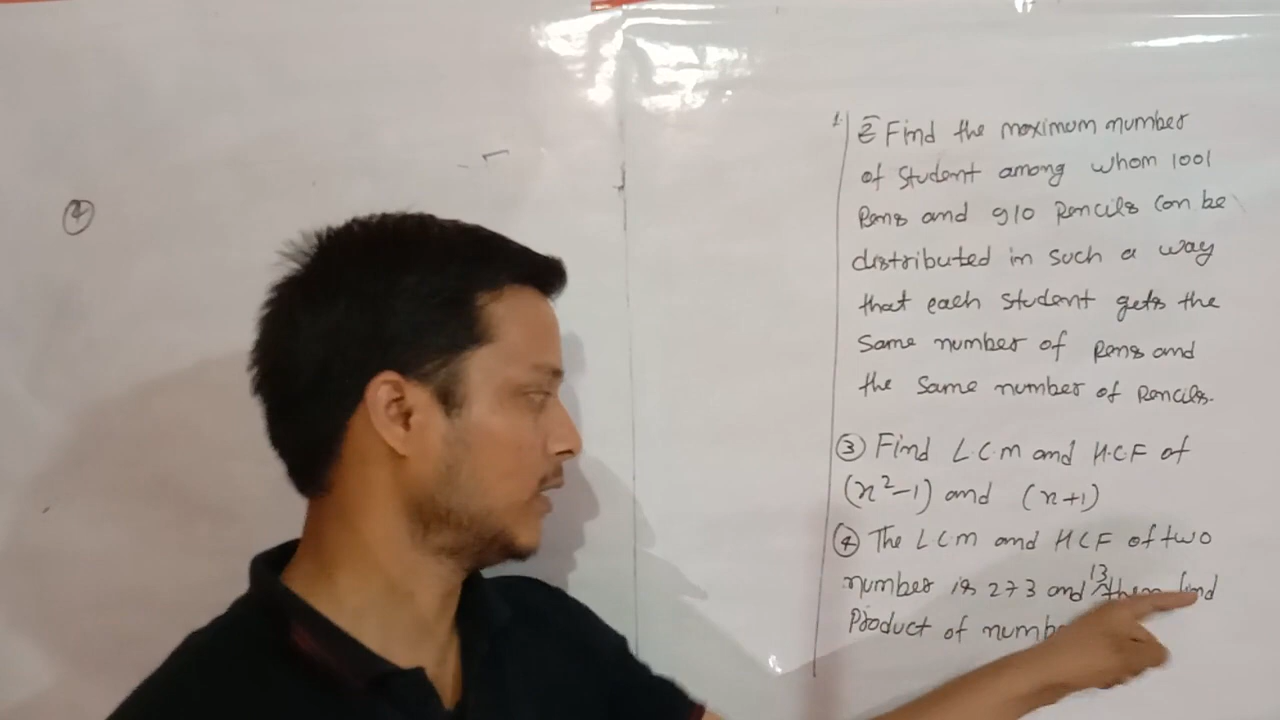 ④
1. 2 Find the maximum number
of Student among whom 1001
Pens and 910 Pencils can be
distributed in such a way
that each student gets the
Same number of Pens and
the Same number of Pencils.
③ Find L.C.M and H.C.F of
(x²-1) and (x+1)
④ The LCM and HCF of two
number is 273 and 13 then find
Product of